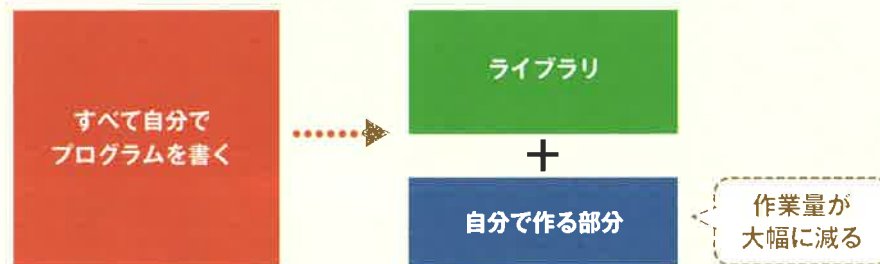 すべて自分で
プログラムを書く
ライブラリ
+
自分で作る部分
作業量が
大幅に減る